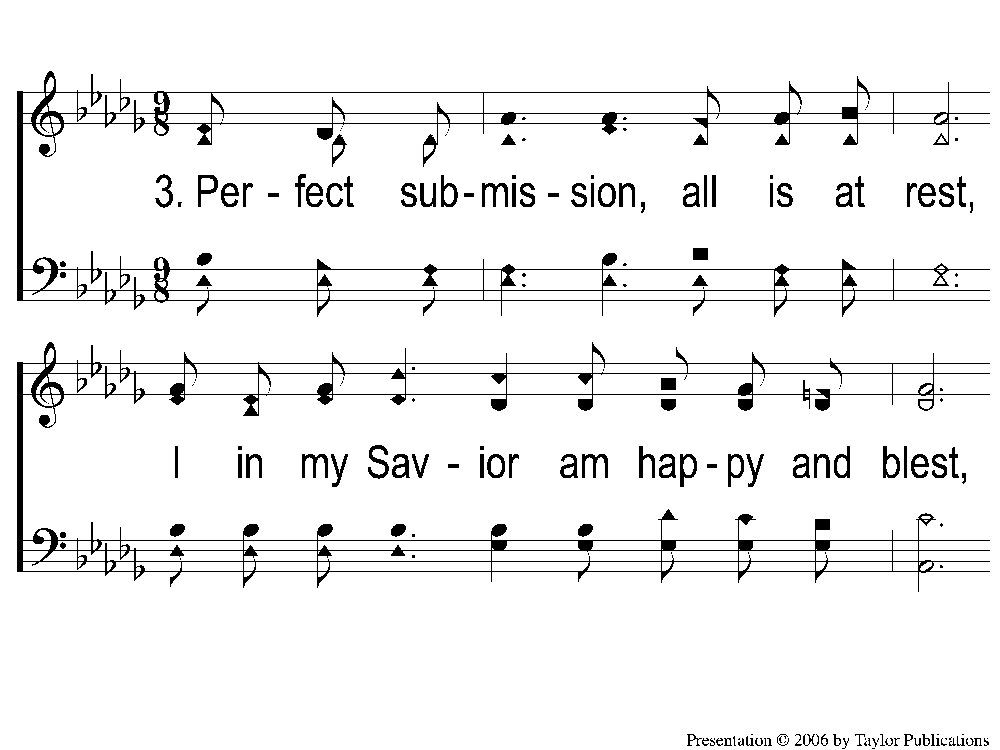 3. Per - fect sub - mis - sion, all is at rest,
I in my Sav - ior am hap - py and blest,
Presentation © 2006 by Taylor Publications